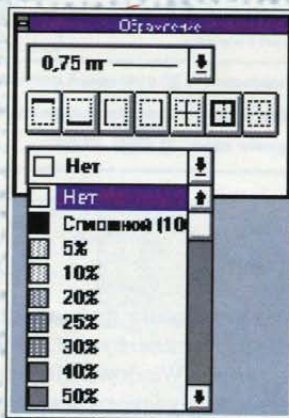 Обрамление
0,75 пт
Нет
Нет
Сплошной (10
5%
10%
20%
25%
30%
40%
50%